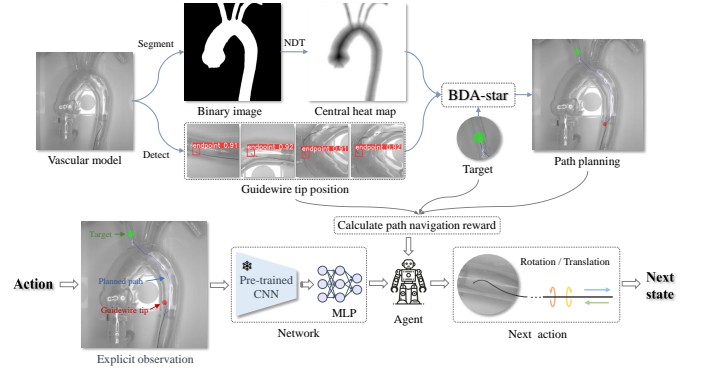 Segment
NDT
Binary image
Central heat map
Vascular model
Detect
endpoint 0.91
endpoint 0.92
endpoint 0.91
endpoint 0.92
Guidewire tip position
BDA-star
Target
Path planning
Calculate path navigation reward
Action
Target
Planned path
Guidewire tip
Explicit observation
Pre-trained
CNN
MLP
Network
Agent
Rotation / Translation
Next action
Next
state